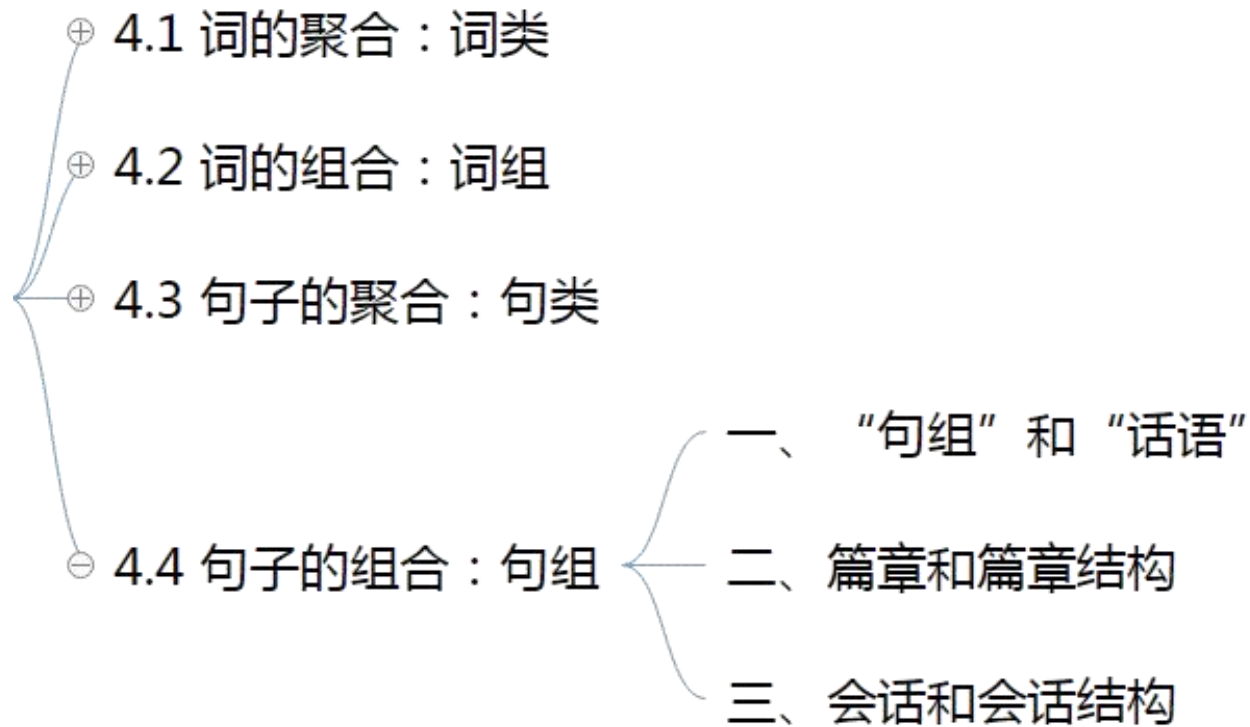 4.1 词的聚合：词类
4.2 词的组合：词组
4.3 句子的聚合：句类
4.4 句子的组合：句组
一、“句组”和“话语”
二、篇章和篇章结构
三、会话和会话结构